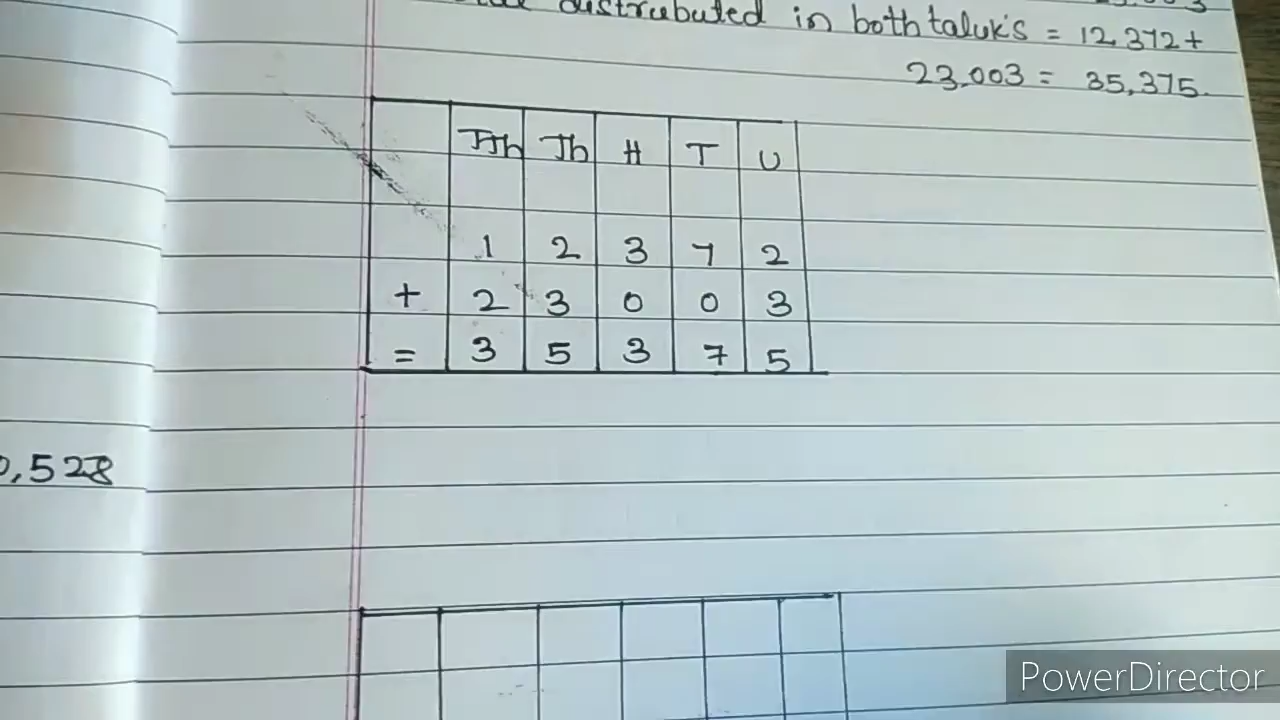 distrubuted in both taluk's = 12,372 +
23,003 = 35,375.
TTh Th H T U
1 2 3 7 2
+ 2 3 0 0 3
= 3 5 3 7 5
,528
PowerDirector